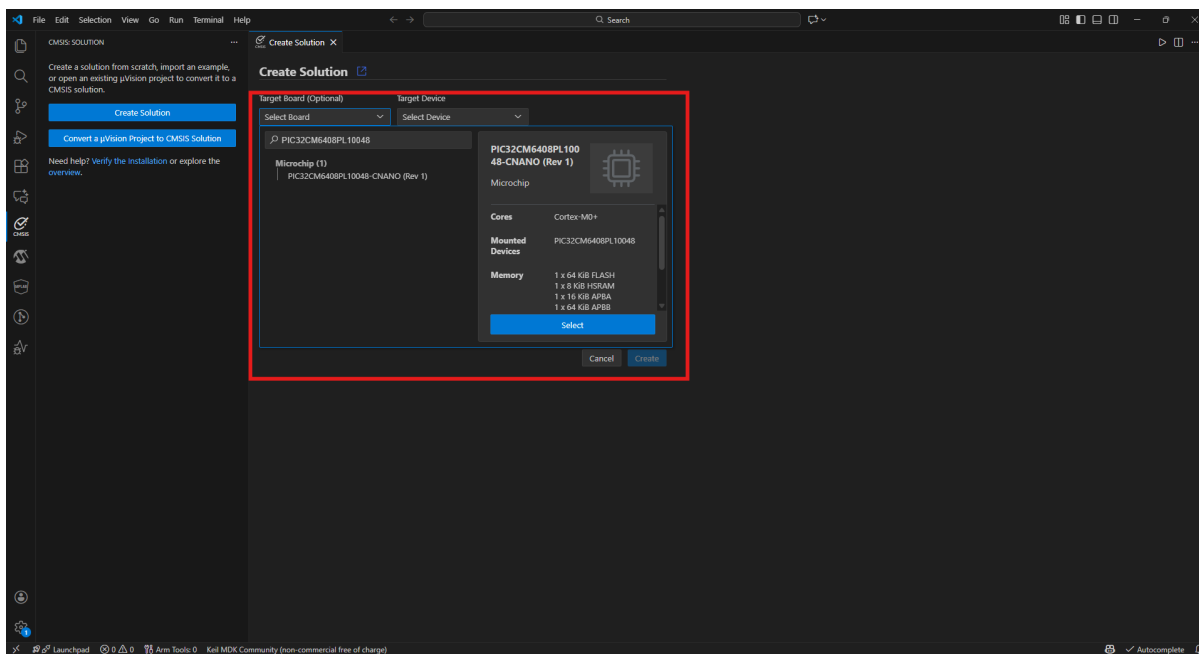 File Edit Selection View Go Run Terminal Help
Search
CMSIS: SOLUTION
Create Solution
Create a solution from scratch, import an example,
or open an existing µVision project to convert it to a
CMSIS solution.
Create Solution
Convert a µVision Project to CMSIS Solution
Need help? Verify the Installation or explore the
overview.
CMSIS
Create Solution
Target Board (Optional) Target Device
Select Board Select Device
PIC32CM6408PL10048
Microchip (1)
PIC32CM6408PL10048-CNANO (Rev 1)
PIC32CM6408PL100
48-CNANO (Rev 1)
Microchip
Cores Cortex-M0+
Mounted PIC32CM6408PL10048
Devices
Memory 1 x 64 KiB FLASH
1 x 8 KiB HSRAM
1 x 16 KiB APBA
1 x 64 KiB APBB
Select
Cancel Create
1
Launchpad 0 0 Arm Tools: 0 Keil MDK Community (non-commercial free of charge)
Autocomplete